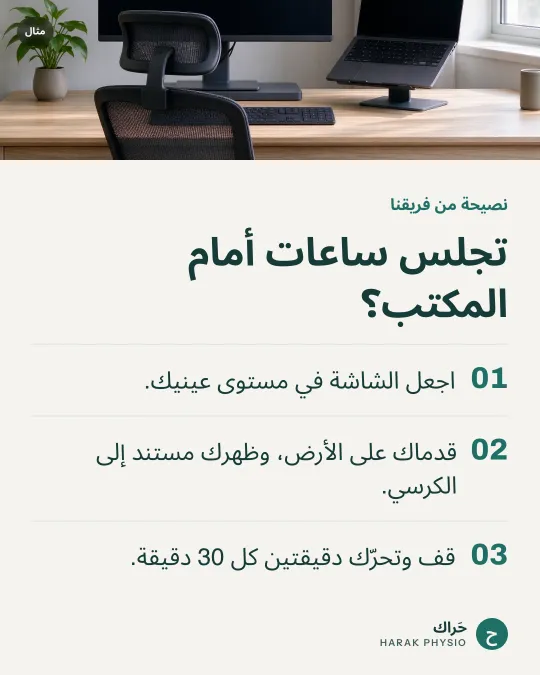 مثال
نصيحة من فريقنا
تجلس ساعات أمام
المكتب؟
01 اجعل الشاشة في مستوى عينيك.
02 قدماك على الأرض، وظهرك مستند إلى
الكرسي.
03 قف وتحرّك دقيقتين كل 30 دقيقة.
ح
حَراك
HARAK PHYSIO